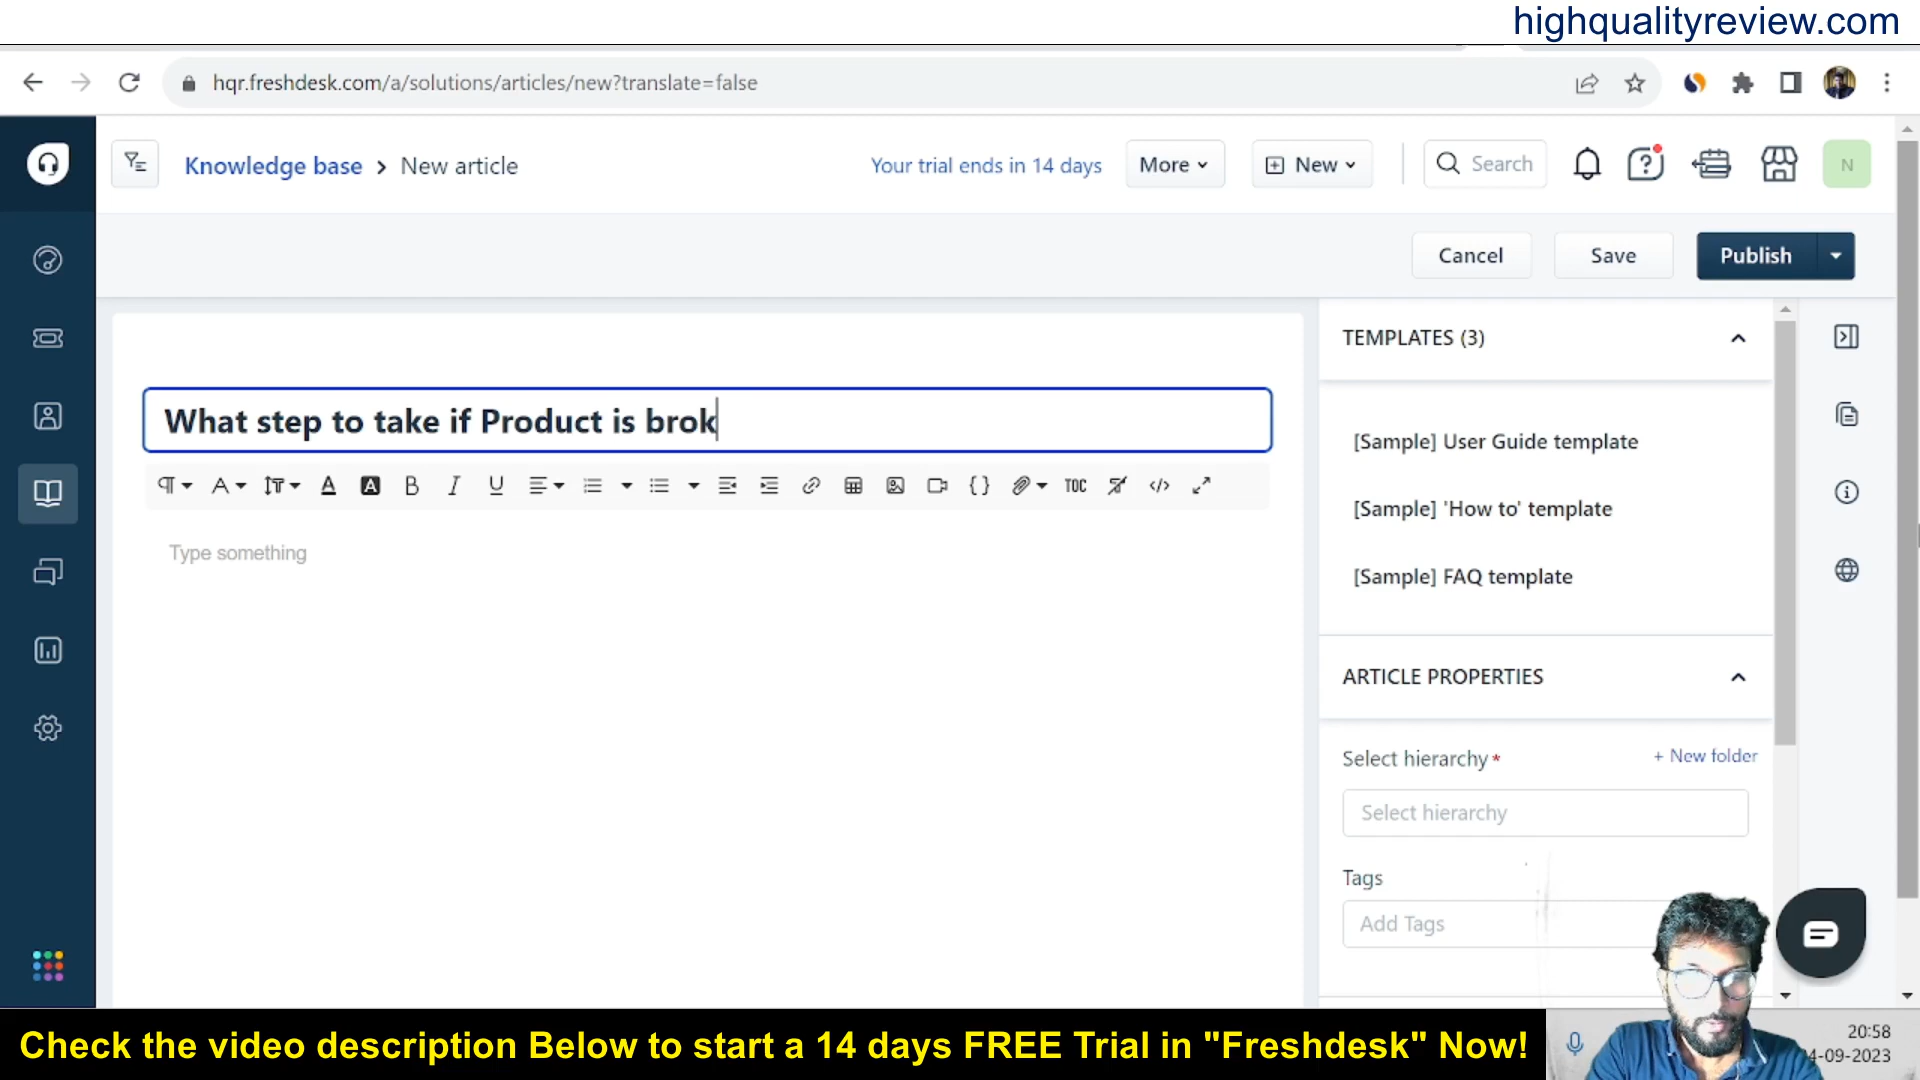 highqualityreview.com
hqr.freshdesk.com/a/solutions/articles/new?translate=false
Knowledge base > New article
Your trial ends in 14 days
More
New
Search
N
Cancel
Save
Publish
What step to take if Product is brok
TOC
Type something
TEMPLATES (3)
[Sample] User Guide template
[Sample] 'How to' template
[Sample] FAQ template
ARTICLE PROPERTIES
Select hierarchy *
+ New folder
Select hierarchy
Tags
Add Tags
Check the video description Below to start a 14 days FREE Trial in "Freshdesk" Now!
20:58
4-09-2023